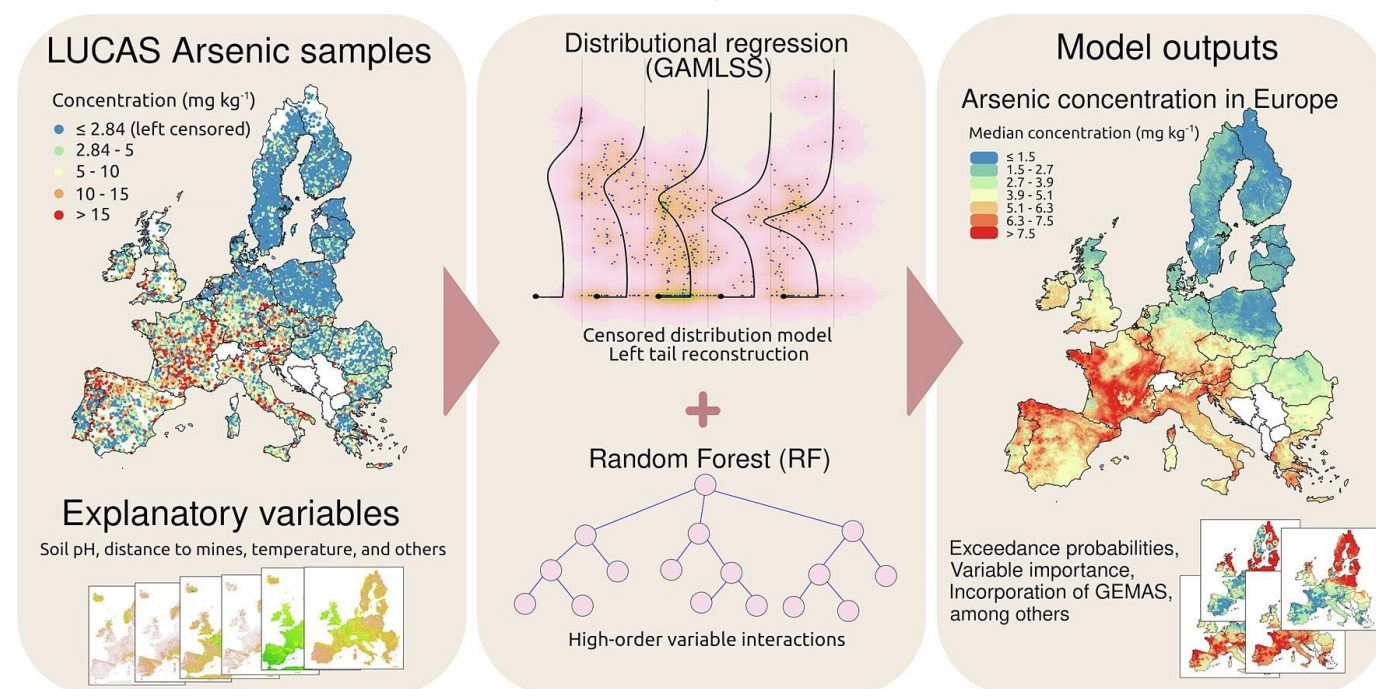 LUCAS Arsenic samples
Concentration (mg kg⁻¹)
≤ 2.84 (left censored)
2.84 - 5
5 - 10
10 - 15
> 15
Explanatory variables
Soil pH, distance to mines, temperature, and others
Distributional regression
(GAMLSS)
Censored distribution model
Left tail reconstruction
+
Random Forest (RF)
High-order variable interactions
Model outputs
Arsenic concentration in Europe
Median concentration (mg kg⁻¹)
≤ 1.5
1.5 - 2.7
2.7 - 3.9
3.9 - 5.1
5.1 - 6.3
6.3 - 7.5
> 7.5
Exceedance probabilities,
Variable importance,
Incorporation of GEMAS,
among others